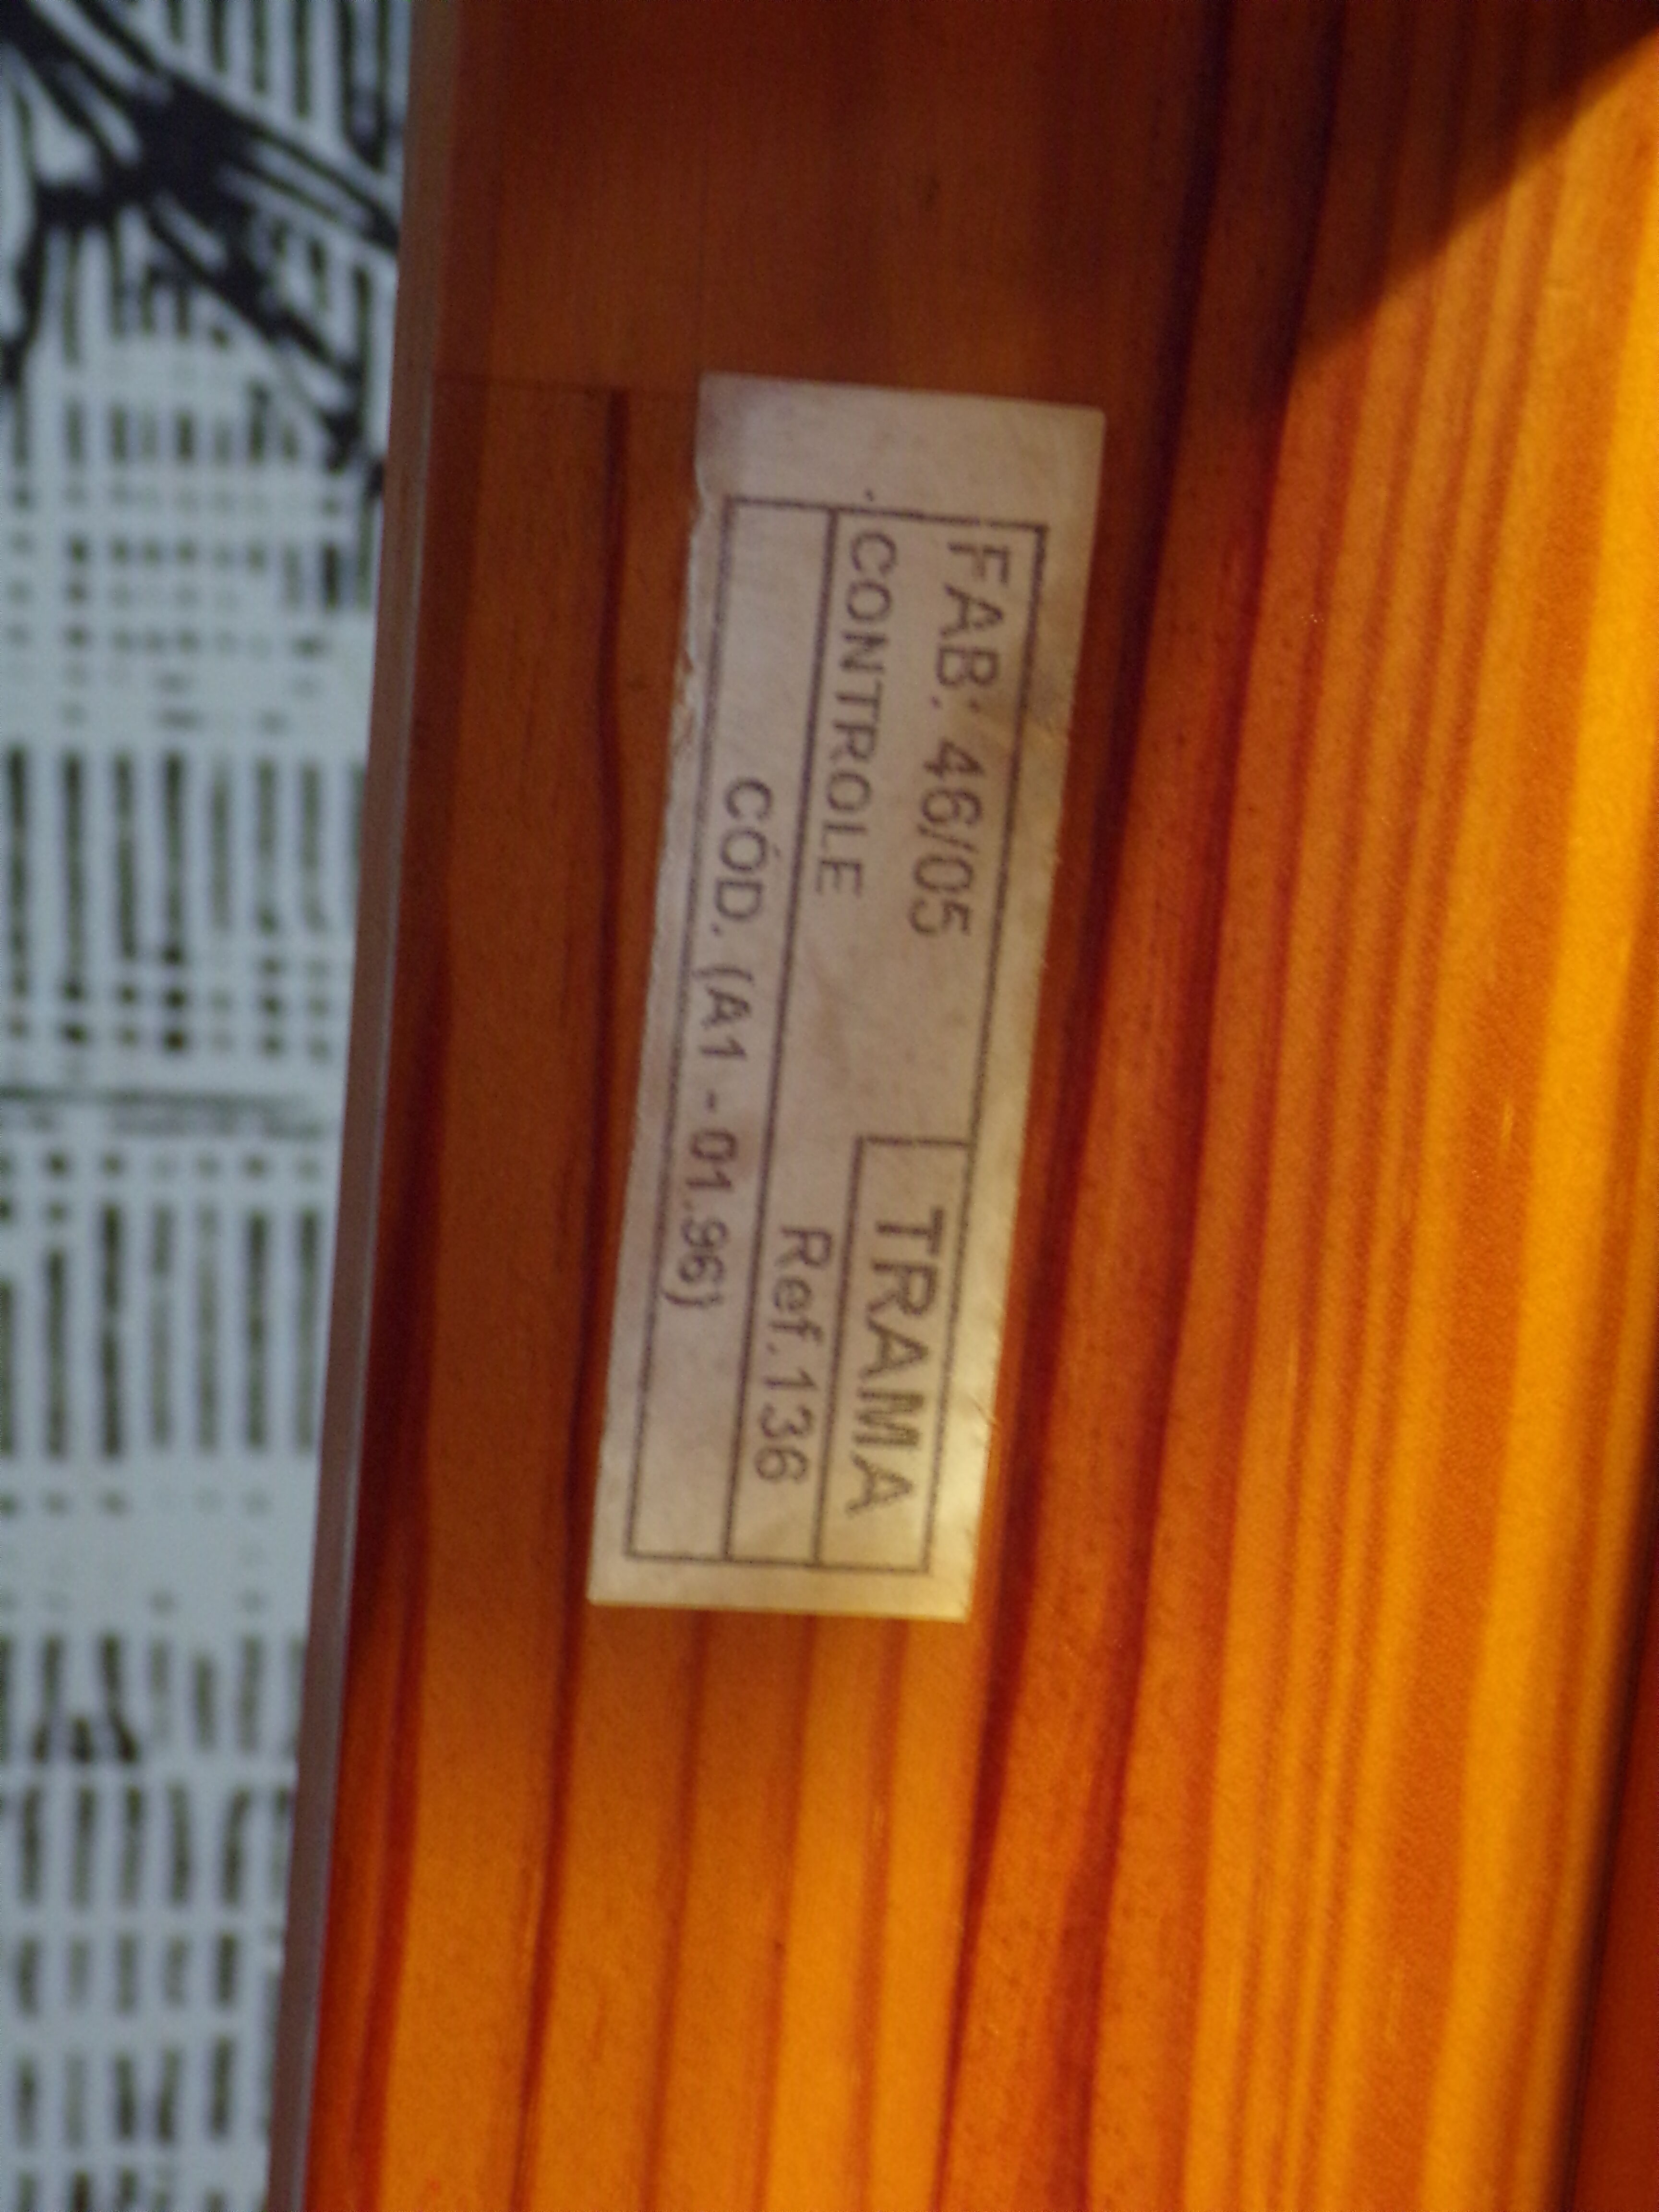 FAB: 46/05
TRAMA
CONTROLE
Ref.136
CÓD. (A1 - 01.96)